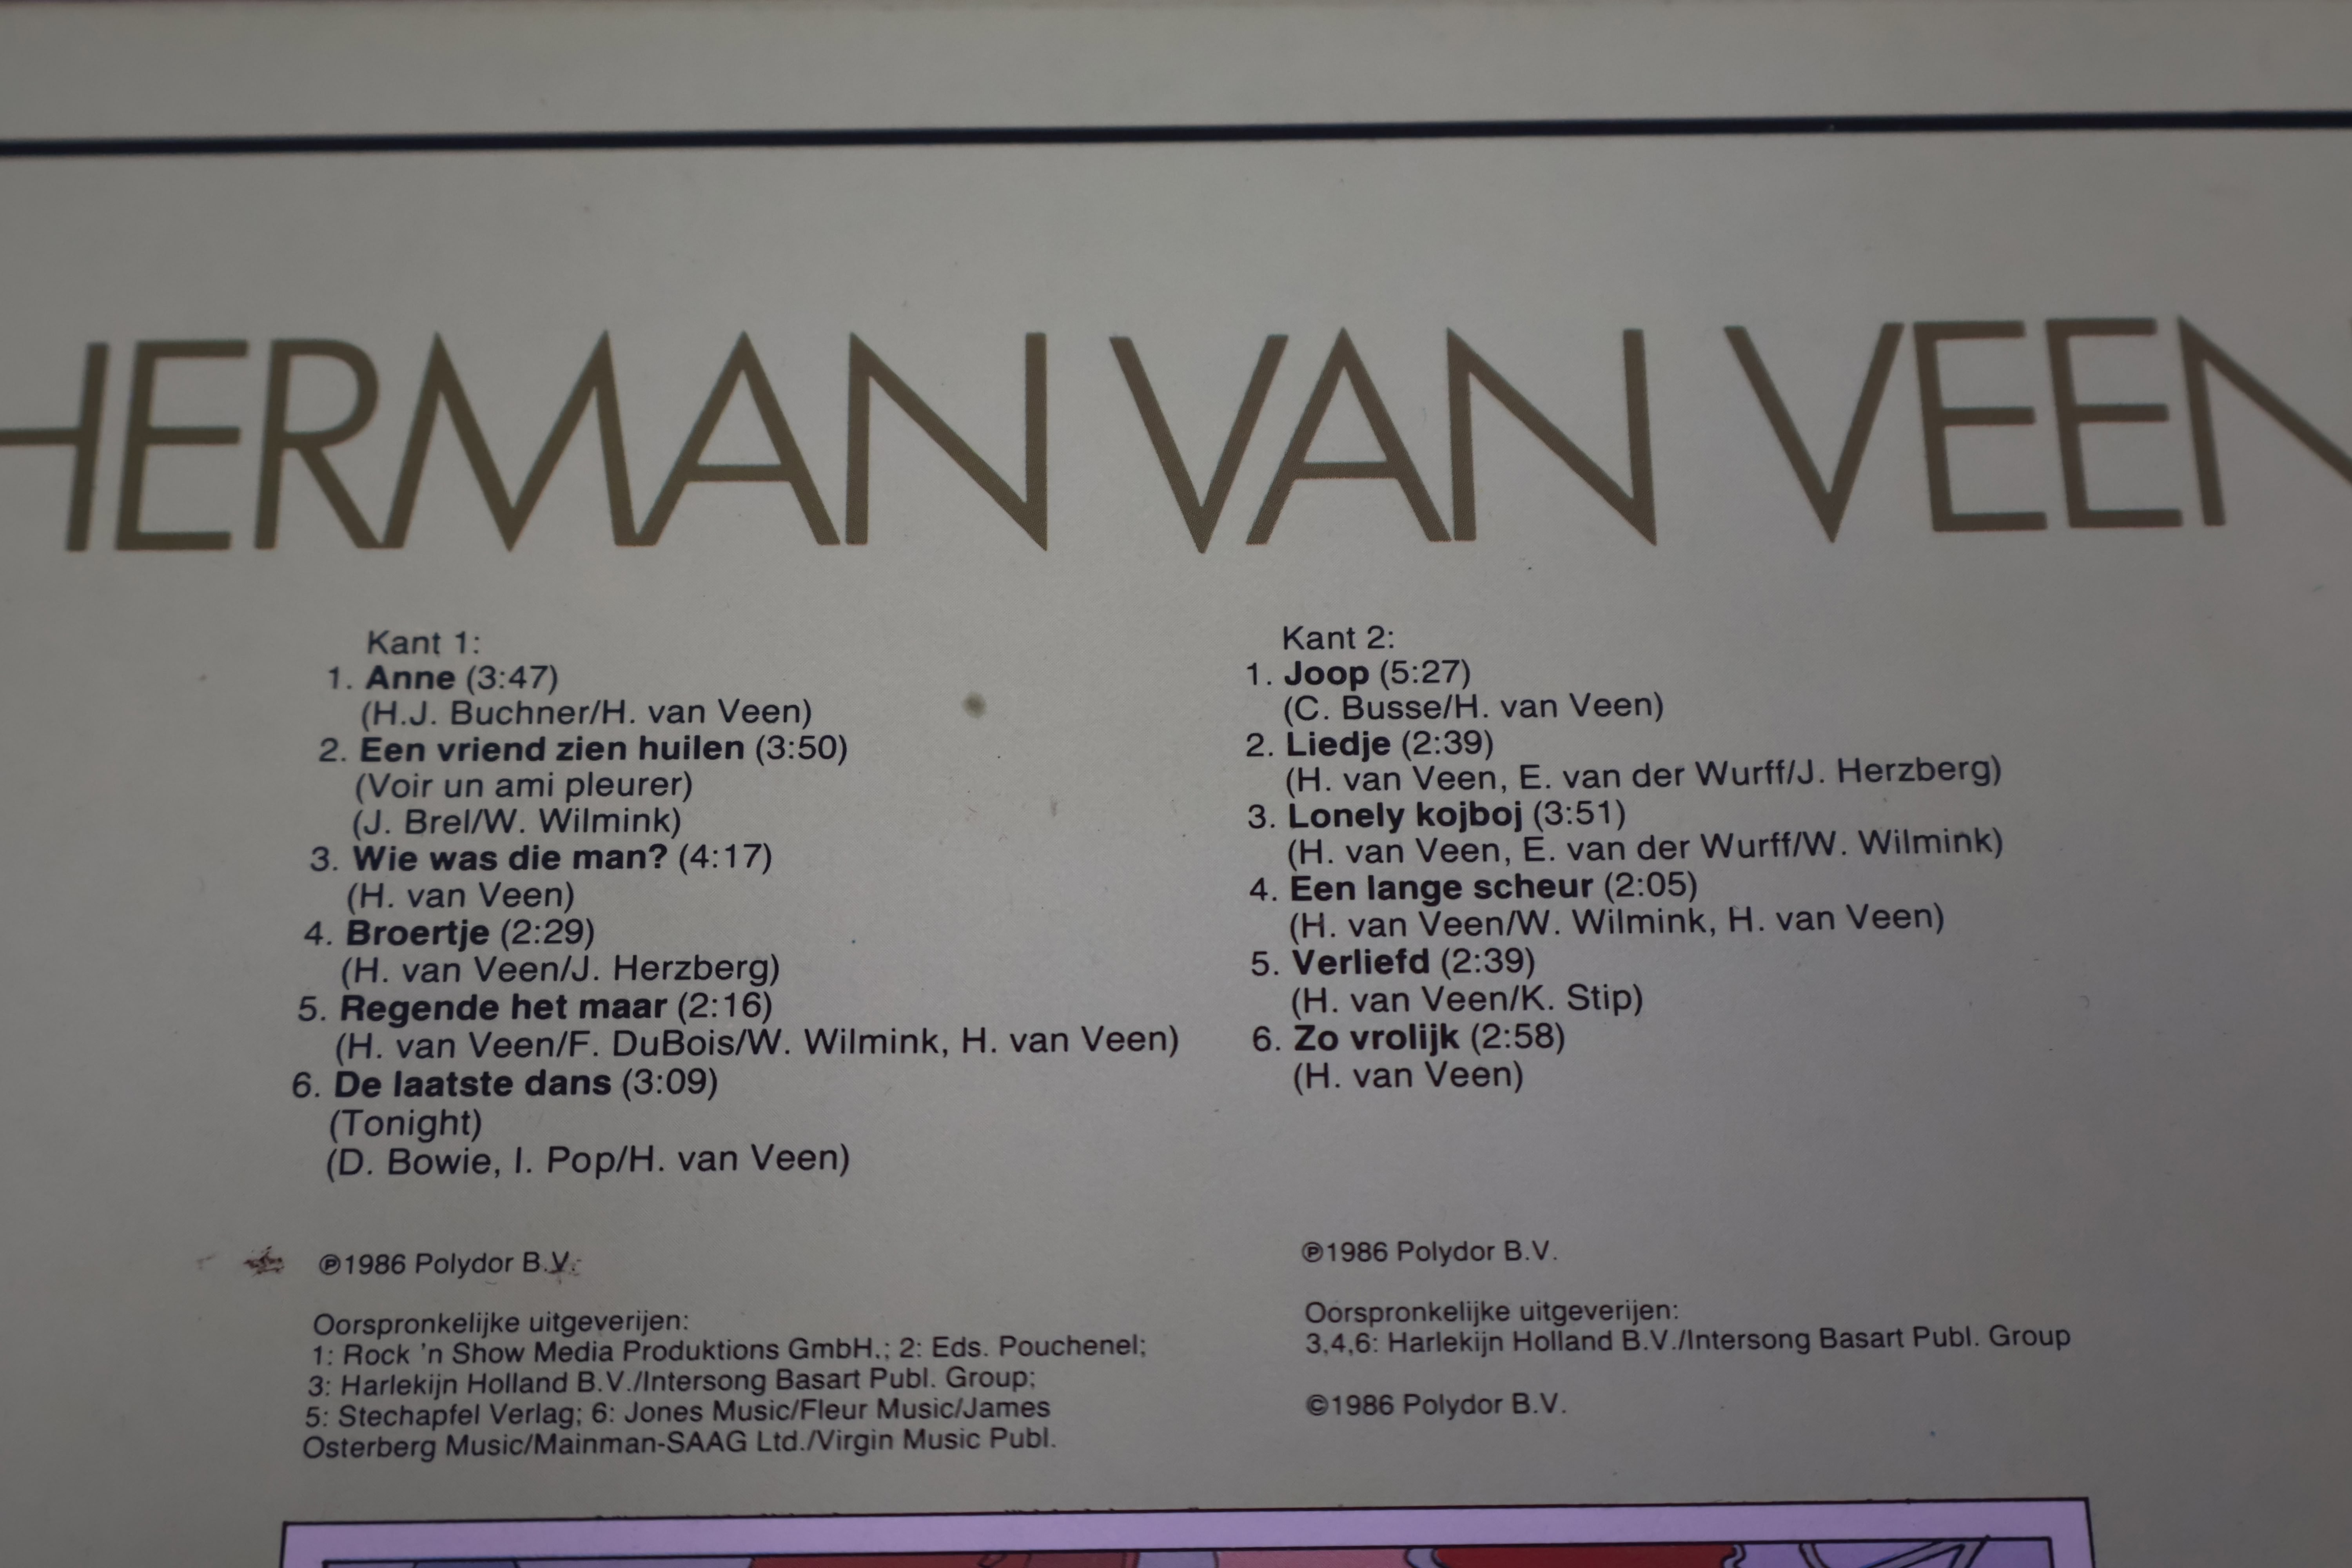 HERMAN VAN VEEN
Kant 1:
1. Anne (3:47)
(H.J. Buchner/H. van Veen)
2. Een vriend zien huilen (3:50)
(Voir un ami pleurer)
(J. Brel/W. Wilmink)
3. Wie was die man? (4:17)
(H. van Veen)
4. Broertje (2:29)
(H. van Veen/J. Herzberg)
5. Regende het maar (2:16)
(H. van Veen/F. DuBois/W. Wilmink, H. van Veen)
6. De laatste dans (3:09)
(Tonight)
(D. Bowie, I. Pop/H. van Veen)
℗1986 Polydor B.V.
Oorspronkelijke uitgeverijen:
1: Rock 'n Show Media Produktions GmbH.; 2: Eds. Pouchenel;
3: Harlekijn Holland B.V./Intersong Basart Publ. Group;
5: Stechapfel Verlag; 6: Jones Music/Fleur Music/James
Osterberg Music/Mainman-SAAG Ltd./Virgin Music Publ.
Kant 2:
1. Joop (5:27)
(C. Busse/H. van Veen)
2. Liedje (2:39)
(H. van Veen, E. van der Wurff/J. Herzberg)
3. Lonely kojboj (3:51)
(H. van Veen, E. van der Wurff/W. Wilmink)
4. Een lange scheur (2:05)
(H. van Veen/W. Wilmink, H. van Veen)
5. Verliefd (2:39)
(H. van Veen/K. Stip)
6. Zo vrolijk (2:58)
(H. van Veen)
℗1986 Polydor B.V.
Oorspronkelijke uitgeverijen:
3,4,6: Harlekijn Holland B.V./Intersong Basart Publ. Group
©1986 Polydor B.V.